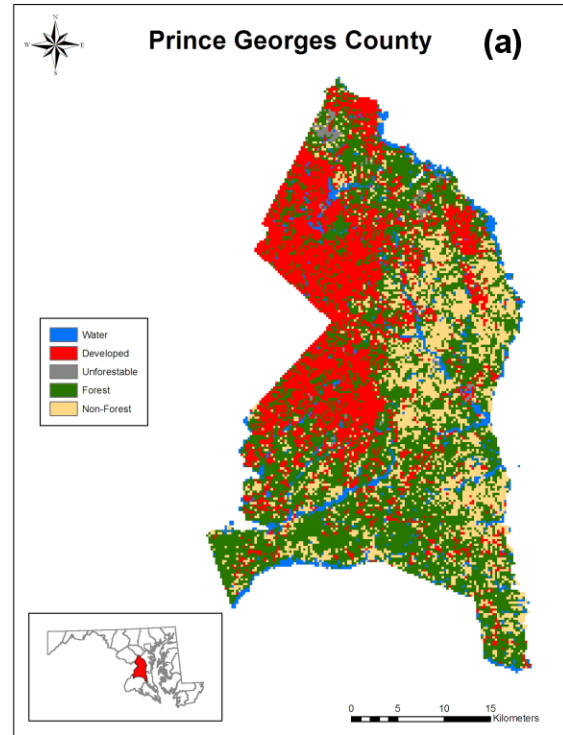 Prince Georges County (a)
N
W E
S
Water
Developed
Unforestable
Forest
Non-Forest
0 5 10 15
Kilometers